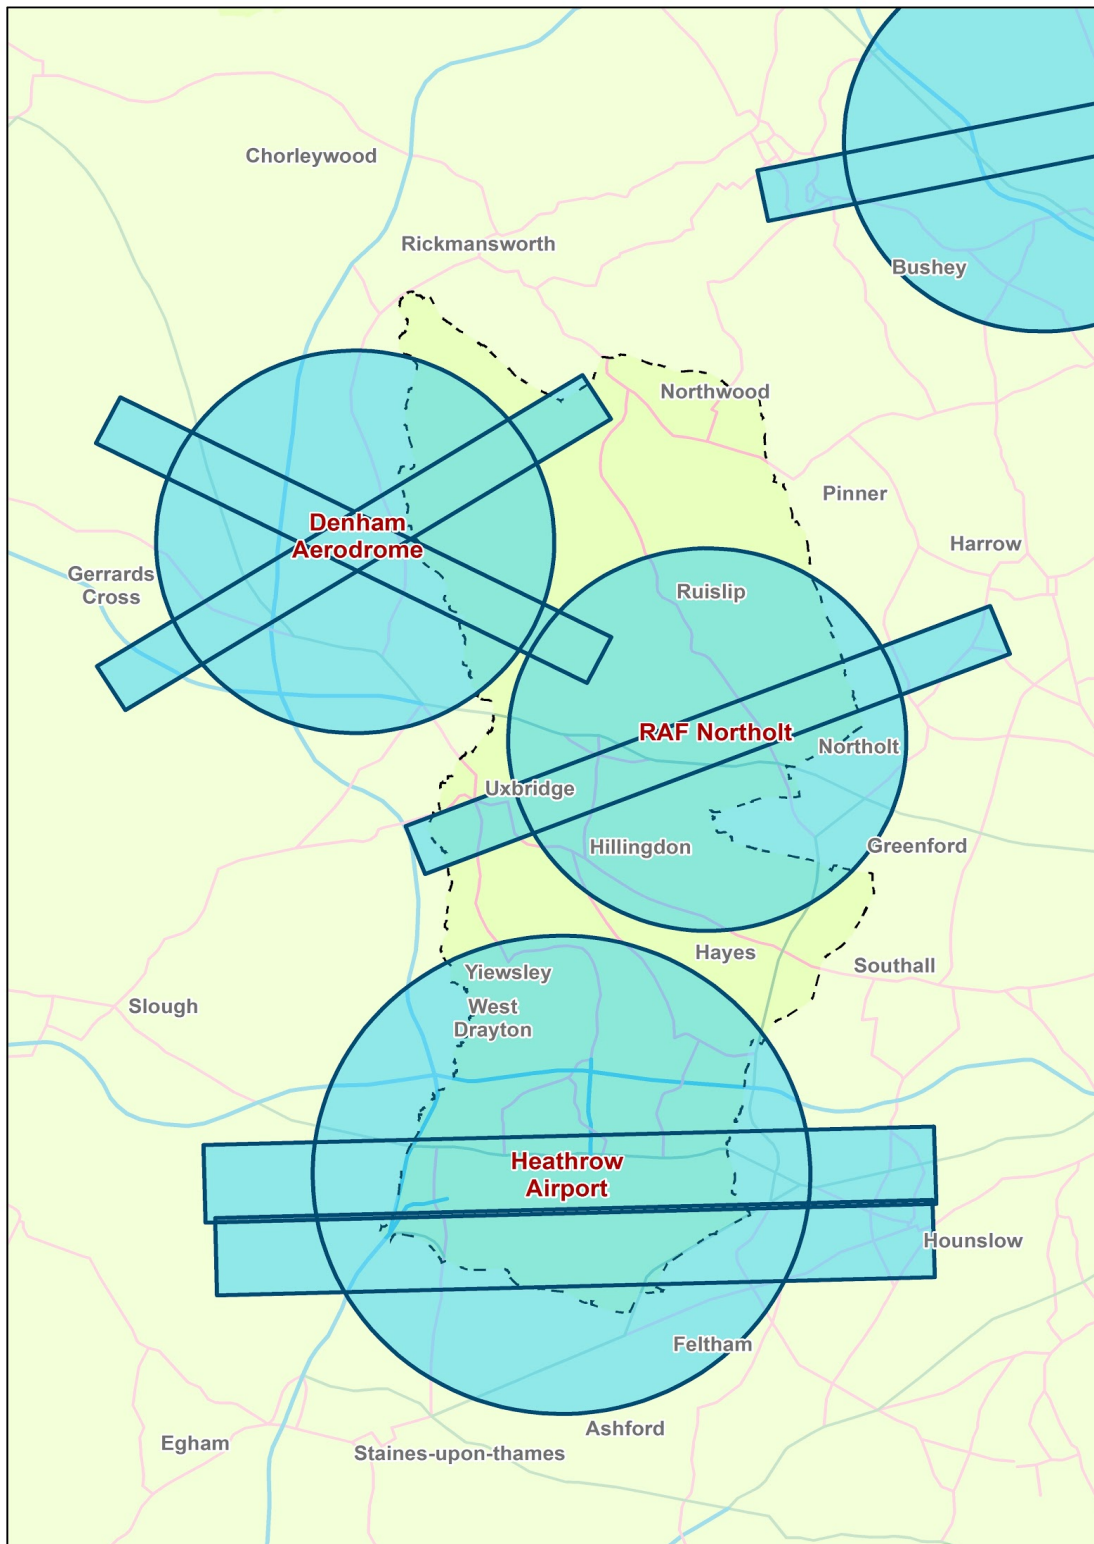 Chorleywood
Rickmansworth
Bushey
Northwood
Pinner
Denham
Aerodrome
Harrow
Gerrards
Cross
Ruislip
RAF Northolt
Northolt
Uxbridge
Hillingdon
Greenford
Hayes
Southall
Yiewsley
Slough
West
Drayton
Heathrow
Airport
Hounslow
Feltham
Ashford
Egham
Staines-upon-thames